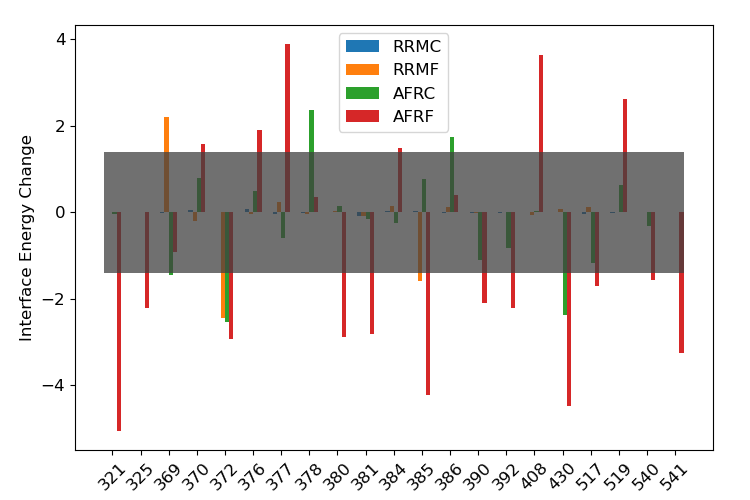 RRMC
RRMF
AFRC
AFRF
Interface Energy Change
4
2
0
−2
−4
321 325 369 370 372 376 377 378 380 381 384 385 386 390 392 408 430 517 519 540 541